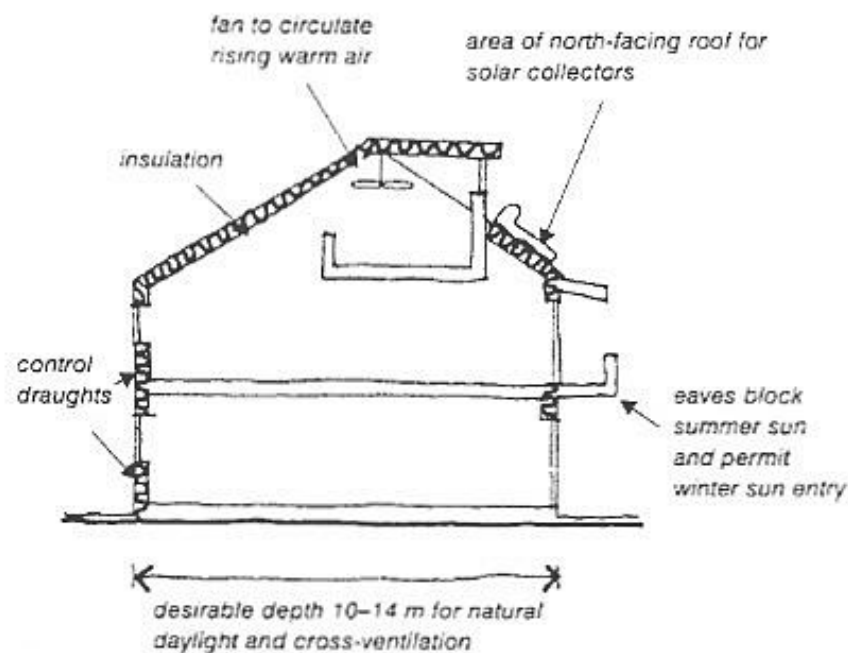 fan to circulate
rising warm air
area of north-facing roof for
solar collectors
insulation
control
draughts
eaves block
summer sun
and permit
winter sun entry
desirable depth 10–14 m for natural
daylight and cross-ventilation